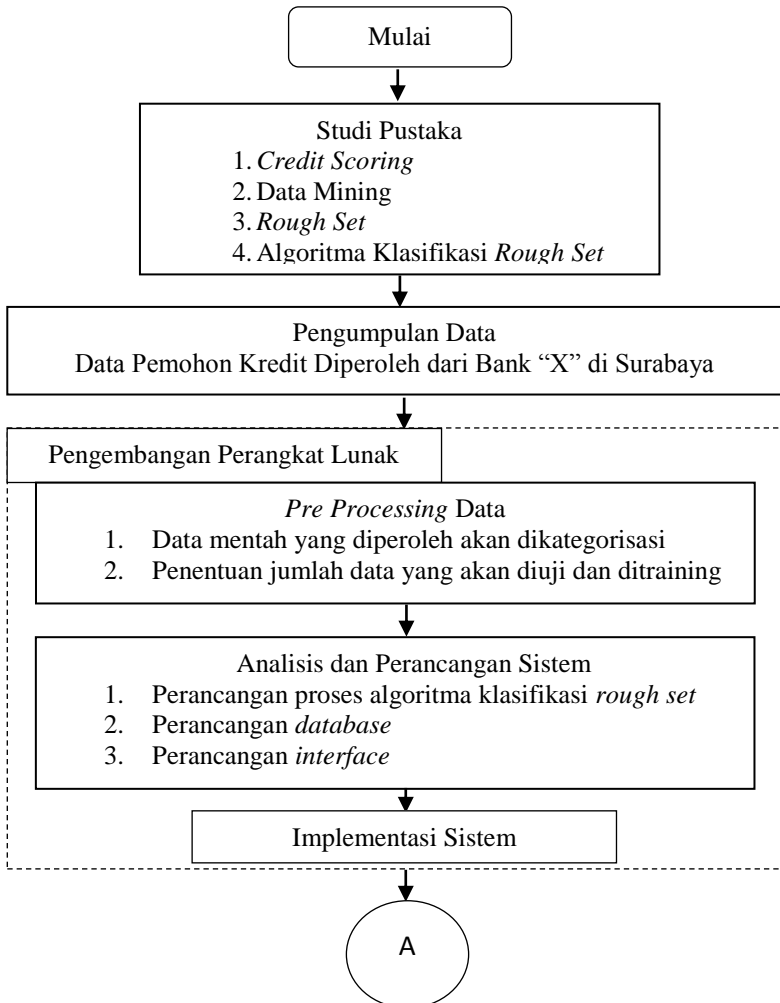 Mulai
Studi Pustaka
1. Credit Scoring
2. Data Mining
3. Rough Set
4. Algoritma Klasifikasi Rough Set
Pengumpulan Data
Data Pemohon Kredit Diperoleh dari Bank “X” di Surabaya
Pengembangan Perangkat Lunak
Pre Processing Data
1. Data mentah yang diperoleh akan dikategorisasi
2. Penentuan jumlah data yang akan diuji dan ditraining
Analisis dan Perancangan Sistem
1. Perancangan proses algoritma klasifikasi rough set
2. Perancangan database
3. Perancangan interface
Implementasi Sistem
A